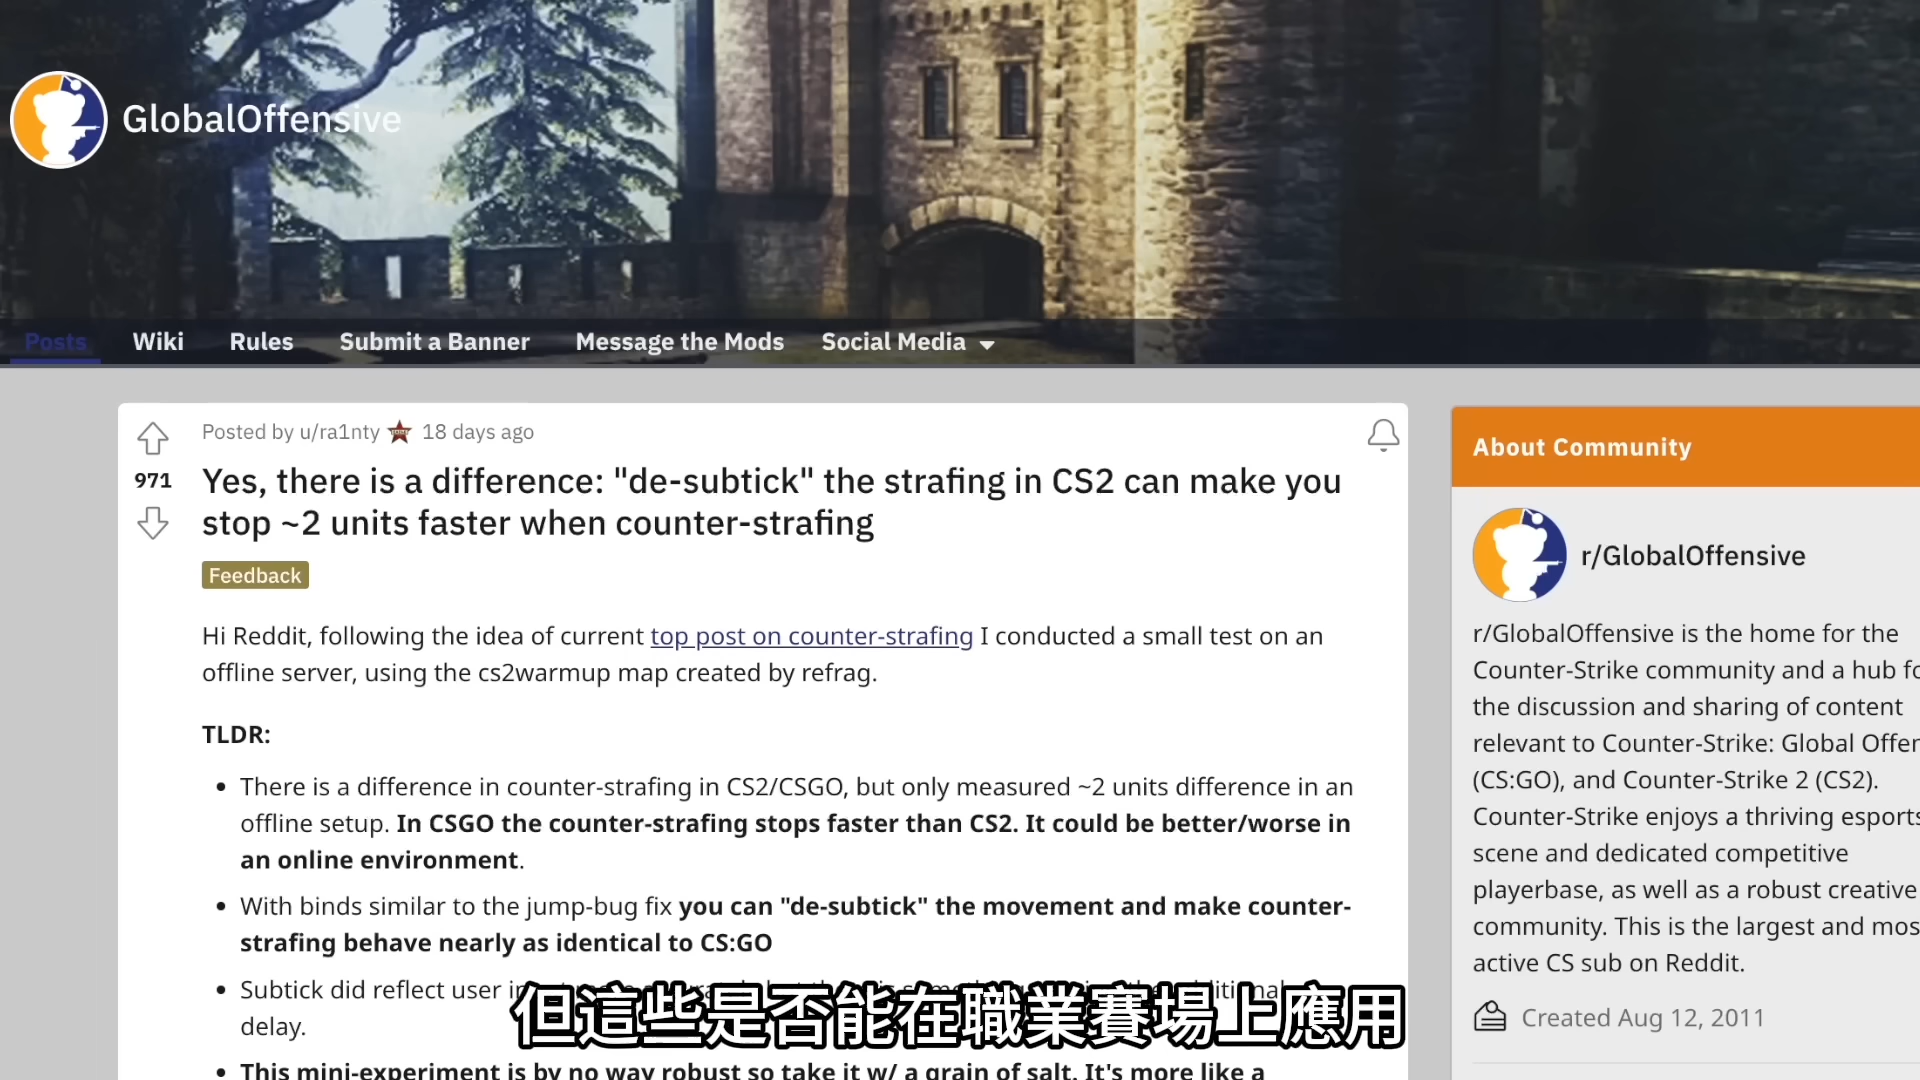 GlobalOffensive
Posts Wiki Rules Submit a Banner Message the Mods Social Media
Posted by u/ra1nty 18 days ago
971
Yes, there is a difference: "de-subtick" the strafing in CS2 can make you
stop ~2 units faster when counter-strafing
Feedback
Hi Reddit, following the idea of current top post on counter-strafing I conducted a small test on an
offline server, using the cs2warmup map created by refrag.
TLDR:
• There is a difference in counter-strafing in CS2/CSGO, but only measured ~2 units difference in an
offline setup. In CSGO the counter-strafing stops faster than CS2. It could be better/worse in
an online environment.
• With binds similar to the jump-bug fix you can "de-subtick" the movement and make counter-
strafing behave nearly as identical to CS:GO
• Subtick did reflect user
delay.
• This mini-experiment is by no way robust so take it w/ a grain of salt. It's more like a
但這些是否能在職業賽場上應用
About Community
r/GlobalOffensive
r/GlobalOffensive is the home for the
Counter-Strike community and a hub
the discussion and sharing of content
relevant to Counter-Strike: Global
(CS:GO), and Counter-Strike 2 (CS2).
Counter-Strike enjoys a thriving esports
scene and dedicated competitive
playerbase, as well as a robust creative
community. This is the largest and
active CS sub on Reddit.
Created Aug 12, 2011